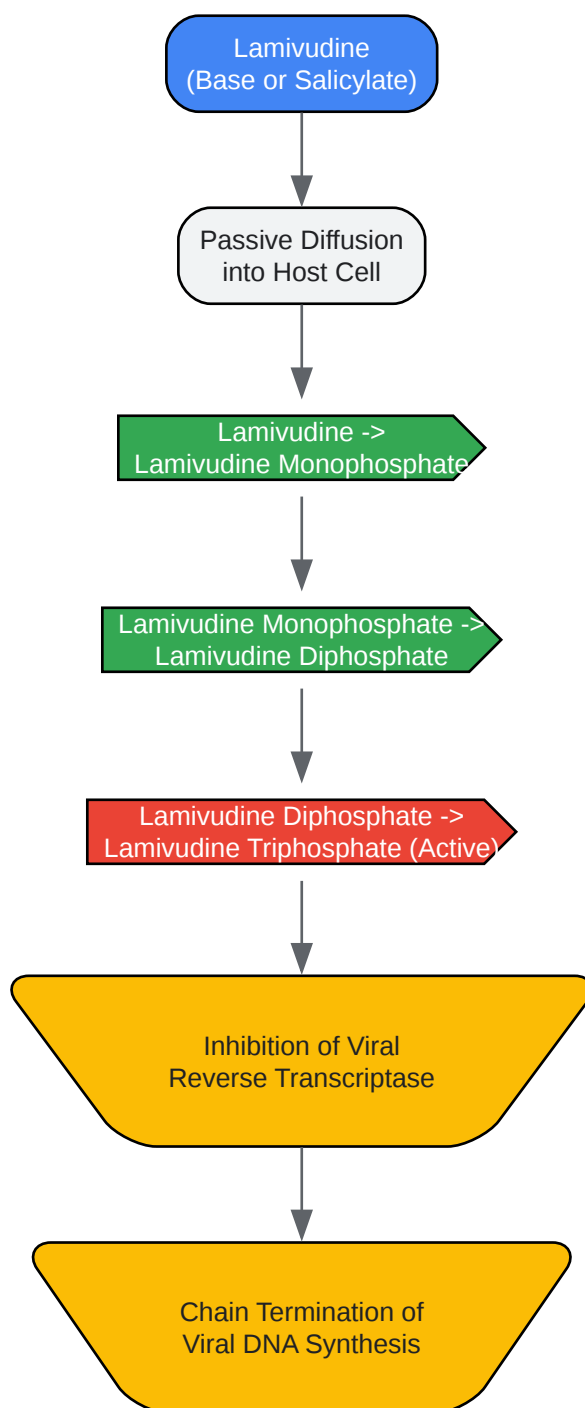 Lamivudine
(Base or Salicylate)
Passive Diffusion
into Host Cell
Lamivudine ->
Lamivudine Monophosphate
Lamivudine Monophosphate ->
Lamivudine Diphosphate
Lamivudine Diphosphate ->
Lamivudine Triphosphate (Active)
Inhibition of Viral
Reverse Transcriptase
Chain Termination of
Viral DNA Synthesis